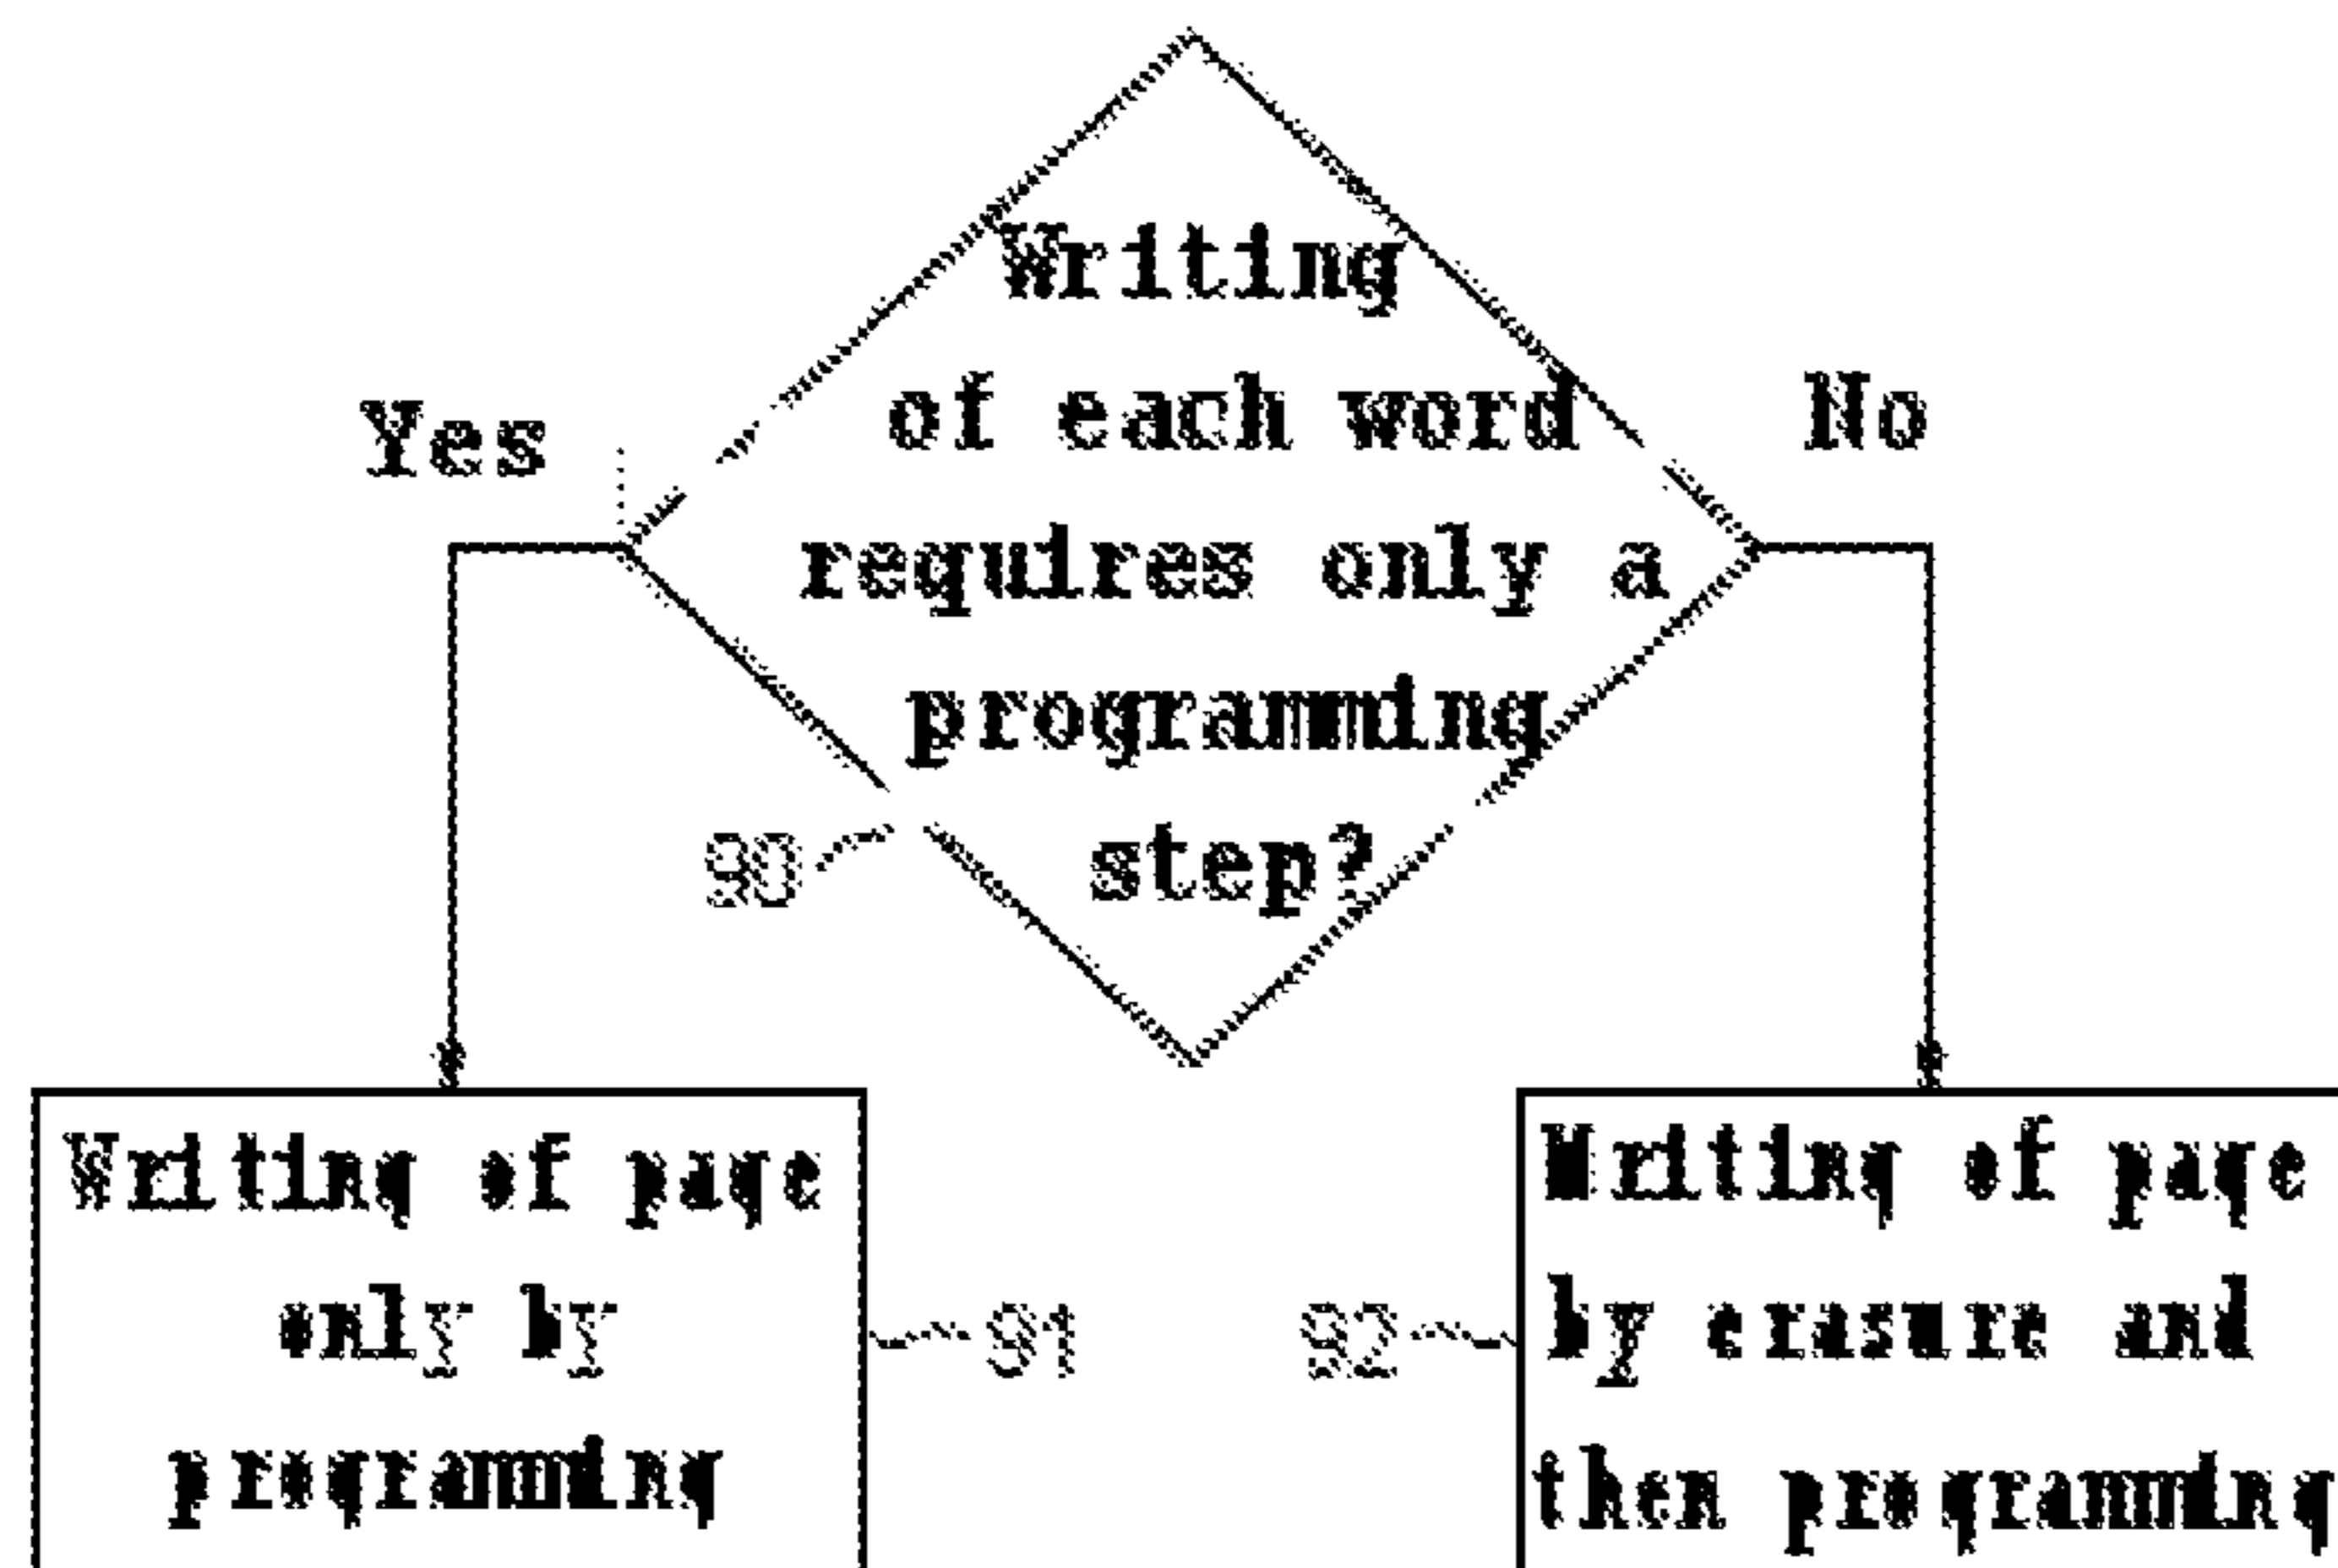 Writing
of each word
requires only a
programming
step?
Yes
No
90
Writing of page
only by
programming
91
92
Writing of page
by erasure and
then programming